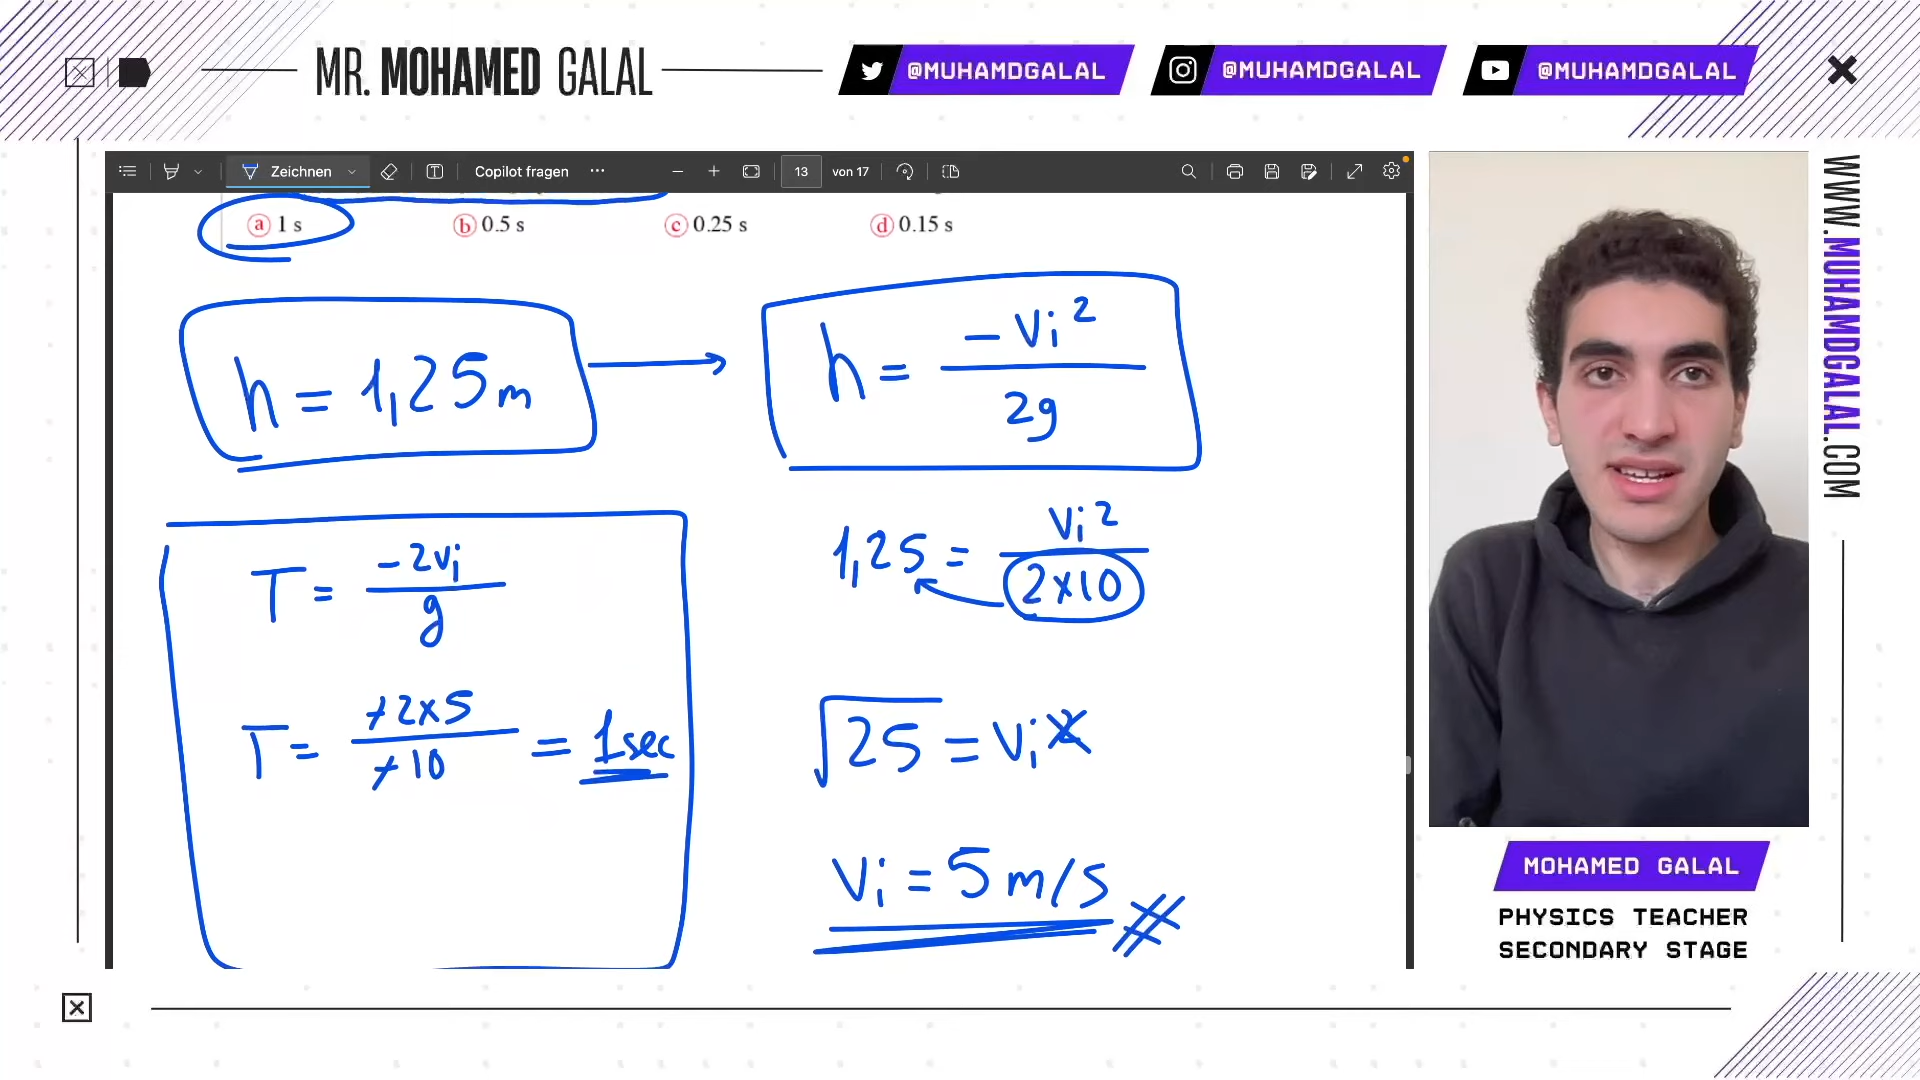 MR. MOHAMED GALAL
@MUHAMDGALAL
@MUHAMDGALAL
@MUHAMDGALAL
Zeichnen
Copilot fragen
13 von 17
a 1 s
b 0.5 s
c 0.25 s
d 0.15 s
h = 1,25 m
h = -Vi² / 2g
T = -2Vi / g
T = +2x5 / +10 = 1sec
1,25 = Vi² / 2x10
√25 = Vi²
Vi = 5 m/s #
WWW.MUHAMDGALAL.COM
MOHAMED GALAL
PHYSICS TEACHER
SECONDARY STAGE